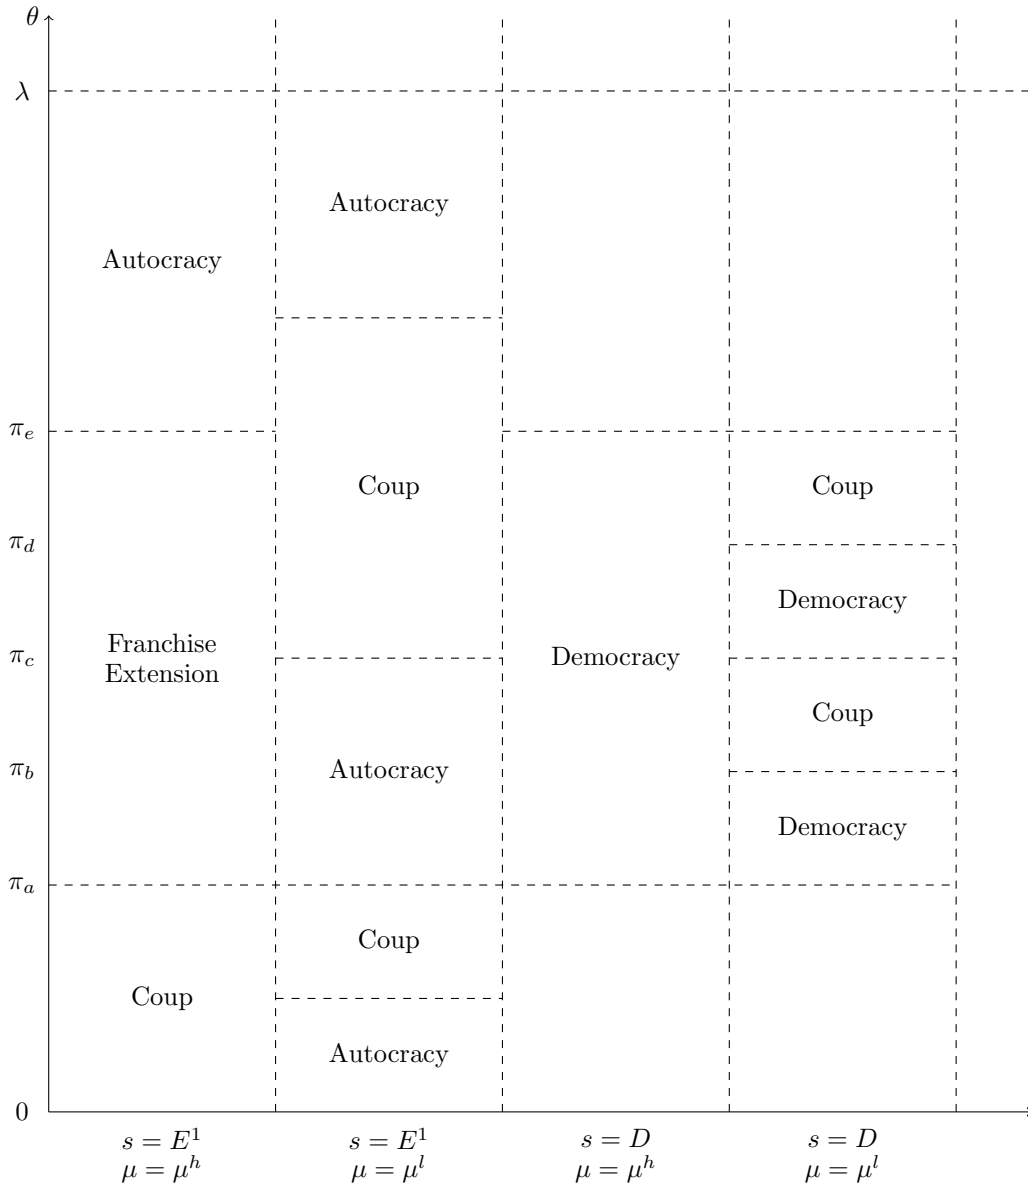 θ
λ
Autocracy
Autocracy
π_e
Coup
Coup
π_d
Democracy
Franchise
Extension
π_c
Democracy
Coup
π_b
Autocracy
Democracy
π_a
Coup
Coup
Autocracy
0
s = E^1
μ = μ^h
s = E^1
μ = μ^l
s = D
μ = μ^h
s = D
μ = μ^l